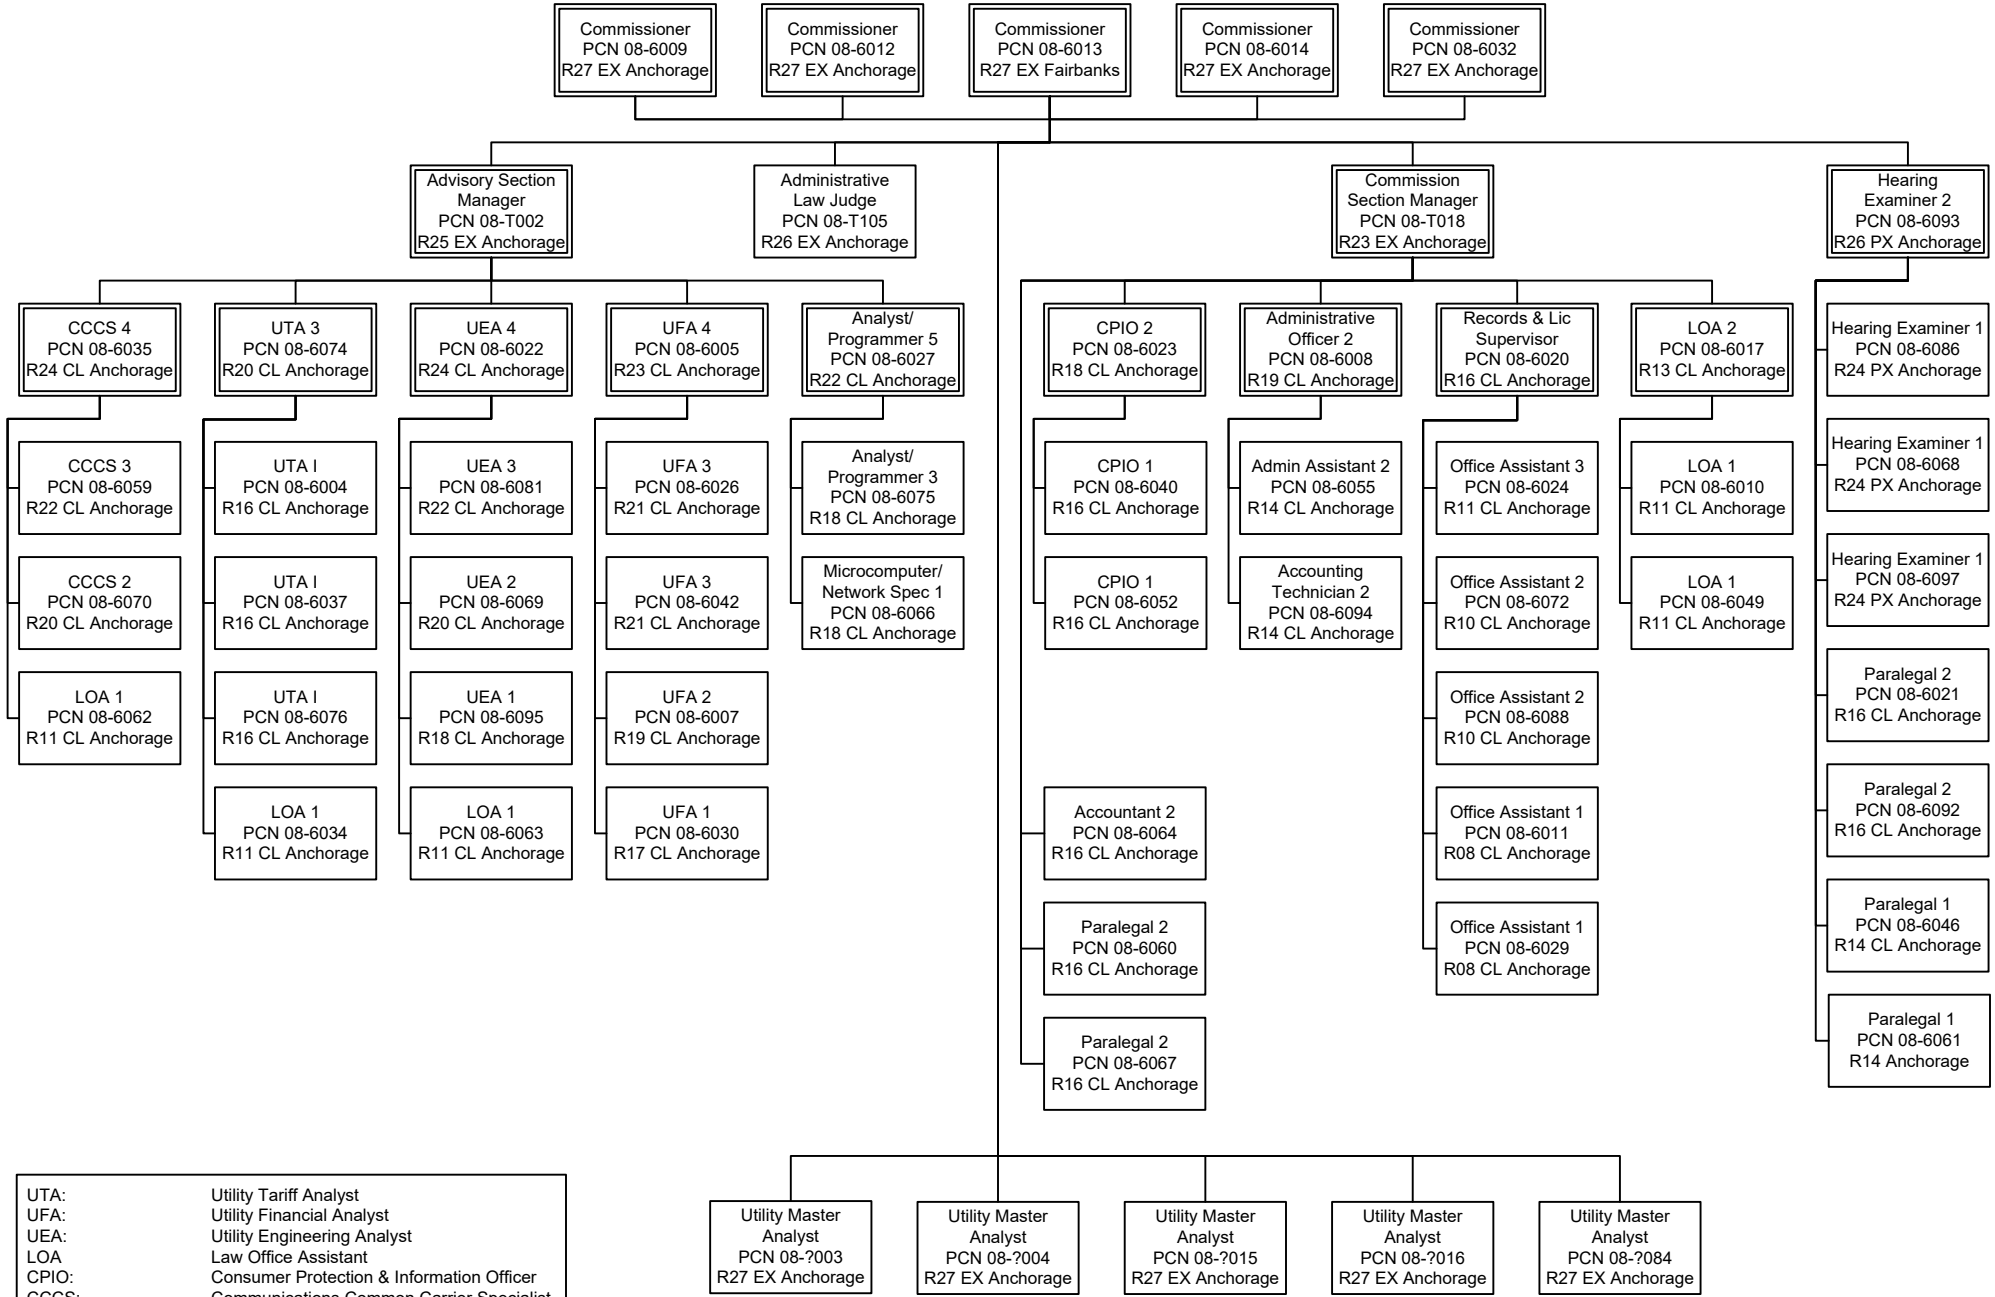 Commissioner
PCN 08-6009
R27 EX Anchorage
Commissioner
PCN 08-6012
R27 EX Anchorage
Commissioner
PCN 08-6013
R27 EX Fairbanks
Commissioner
PCN 08-6014
R27 EX Anchorage
Commissioner
PCN 08-6032
R27 EX Anchorage
Advisory Section
Manager
PCN 08-T002
R25 EX Anchorage
Administrative
Law Judge
PCN 08-T105
R26 EX Anchorage
Commission
Section Manager
PCN 08-T018
R23 EX Anchorage
Hearing
Examiner 2
PCN 08-6093
R26 PX Anchorage
CCCS 4
PCN 08-6035
R24 CL Anchorage
UTA 3
PCN 08-6074
R20 CL Anchorage
UEA 4
PCN 08-6022
R24 CL Anchorage
UFA 4
PCN 08-6005
R23 CL Anchorage
Analyst/
Programmer 5
PCN 08-6027
R22 CL Anchorage
CPIO 2
PCN 08-6023
R18 CL Anchorage
Administrative
Officer 2
PCN 08-6008
R19 CL Anchorage
Records & Lic
Supervisor
PCN 08-6020
R16 CL Anchorage
LOA 2
PCN 08-6017
R13 CL Anchorage
Hearing Examiner 1
PCN 08-6086
R24 PX Anchorage
CCCS 3
PCN 08-6059
R22 CL Anchorage
UTA I
PCN 08-6004
R16 CL Anchorage
UEA 3
PCN 08-6081
R22 CL Anchorage
UFA 3
PCN 08-6026
R21 CL Anchorage
Analyst/
Programmer 3
PCN 08-6075
R18 CL Anchorage
CPIO 1
PCN 08-6040
R16 CL Anchorage
Admin Assistant 2
PCN 08-6055
R14 CL Anchorage
Office Assistant 3
PCN 08-6024
R11 CL Anchorage
LOA 1
PCN 08-6010
R11 CL Anchorage
Hearing Examiner 1
PCN 08-6068
R24 PX Anchorage
CCCS 2
PCN 08-6070
R20 CL Anchorage
UTA I
PCN 08-6037
R16 CL Anchorage
UEA 2
PCN 08-6069
R20 CL Anchorage
UFA 3
PCN 08-6042
R21 CL Anchorage
Microcomputer/
Network Spec 1
PCN 08-6066
R18 CL Anchorage
CPIO 1
PCN 08-6052
R16 CL Anchorage
Accounting
Technician 2
PCN 08-6094
R14 CL Anchorage
Office Assistant 2
PCN 08-6072
R10 CL Anchorage
LOA 1
PCN 08-6049
R11 CL Anchorage
Hearing Examiner 1
PCN 08-6097
R24 PX Anchorage
LOA 1
PCN 08-6062
R11 CL Anchorage
UTA I
PCN 08-6076
R16 CL Anchorage
UEA 1
PCN 08-6095
R18 CL Anchorage
UFA 2
PCN 08-6007
R19 CL Anchorage
Office Assistant 2
PCN 08-6088
R10 CL Anchorage
Paralegal 2
PCN 08-6021
R16 CL Anchorage
LOA 1
PCN 08-6034
R11 CL Anchorage
LOA 1
PCN 08-6063
R11 CL Anchorage
UFA 1
PCN 08-6030
R17 CL Anchorage
Accountant 2
PCN 08-6064
R16 CL Anchorage
Office Assistant 1
PCN 08-6011
R08 CL Anchorage
Paralegal 2
PCN 08-6092
R16 CL Anchorage
Paralegal 2
PCN 08-6060
R16 CL Anchorage
Office Assistant 1
PCN 08-6029
R08 CL Anchorage
Paralegal 1
PCN 08-6046
R14 CL Anchorage
Paralegal 2
PCN 08-6067
R16 CL Anchorage
Paralegal 1
PCN 08-6061
R14 Anchorage
UTA: Utility Tariff Analyst
UFA: Utility Financial Analyst
UEA: Utility Engineering Analyst
LOA Law Office Assistant
CPIO: Consumer Protection & Information Officer
CCCS: Communications Common Carrier Specialist
Utility Master
Analyst
PCN 08-?003
R27 EX Anchorage
Utility Master
Analyst
PCN 08-?004
R27 EX Anchorage
Utility Master
Analyst
PCN 08-?015
R27 EX Anchorage
Utility Master
Analyst
PCN 08-?016
R27 EX Anchorage
Utility Master
Analyst
PCN 08-?084
R27 EX Anchorage